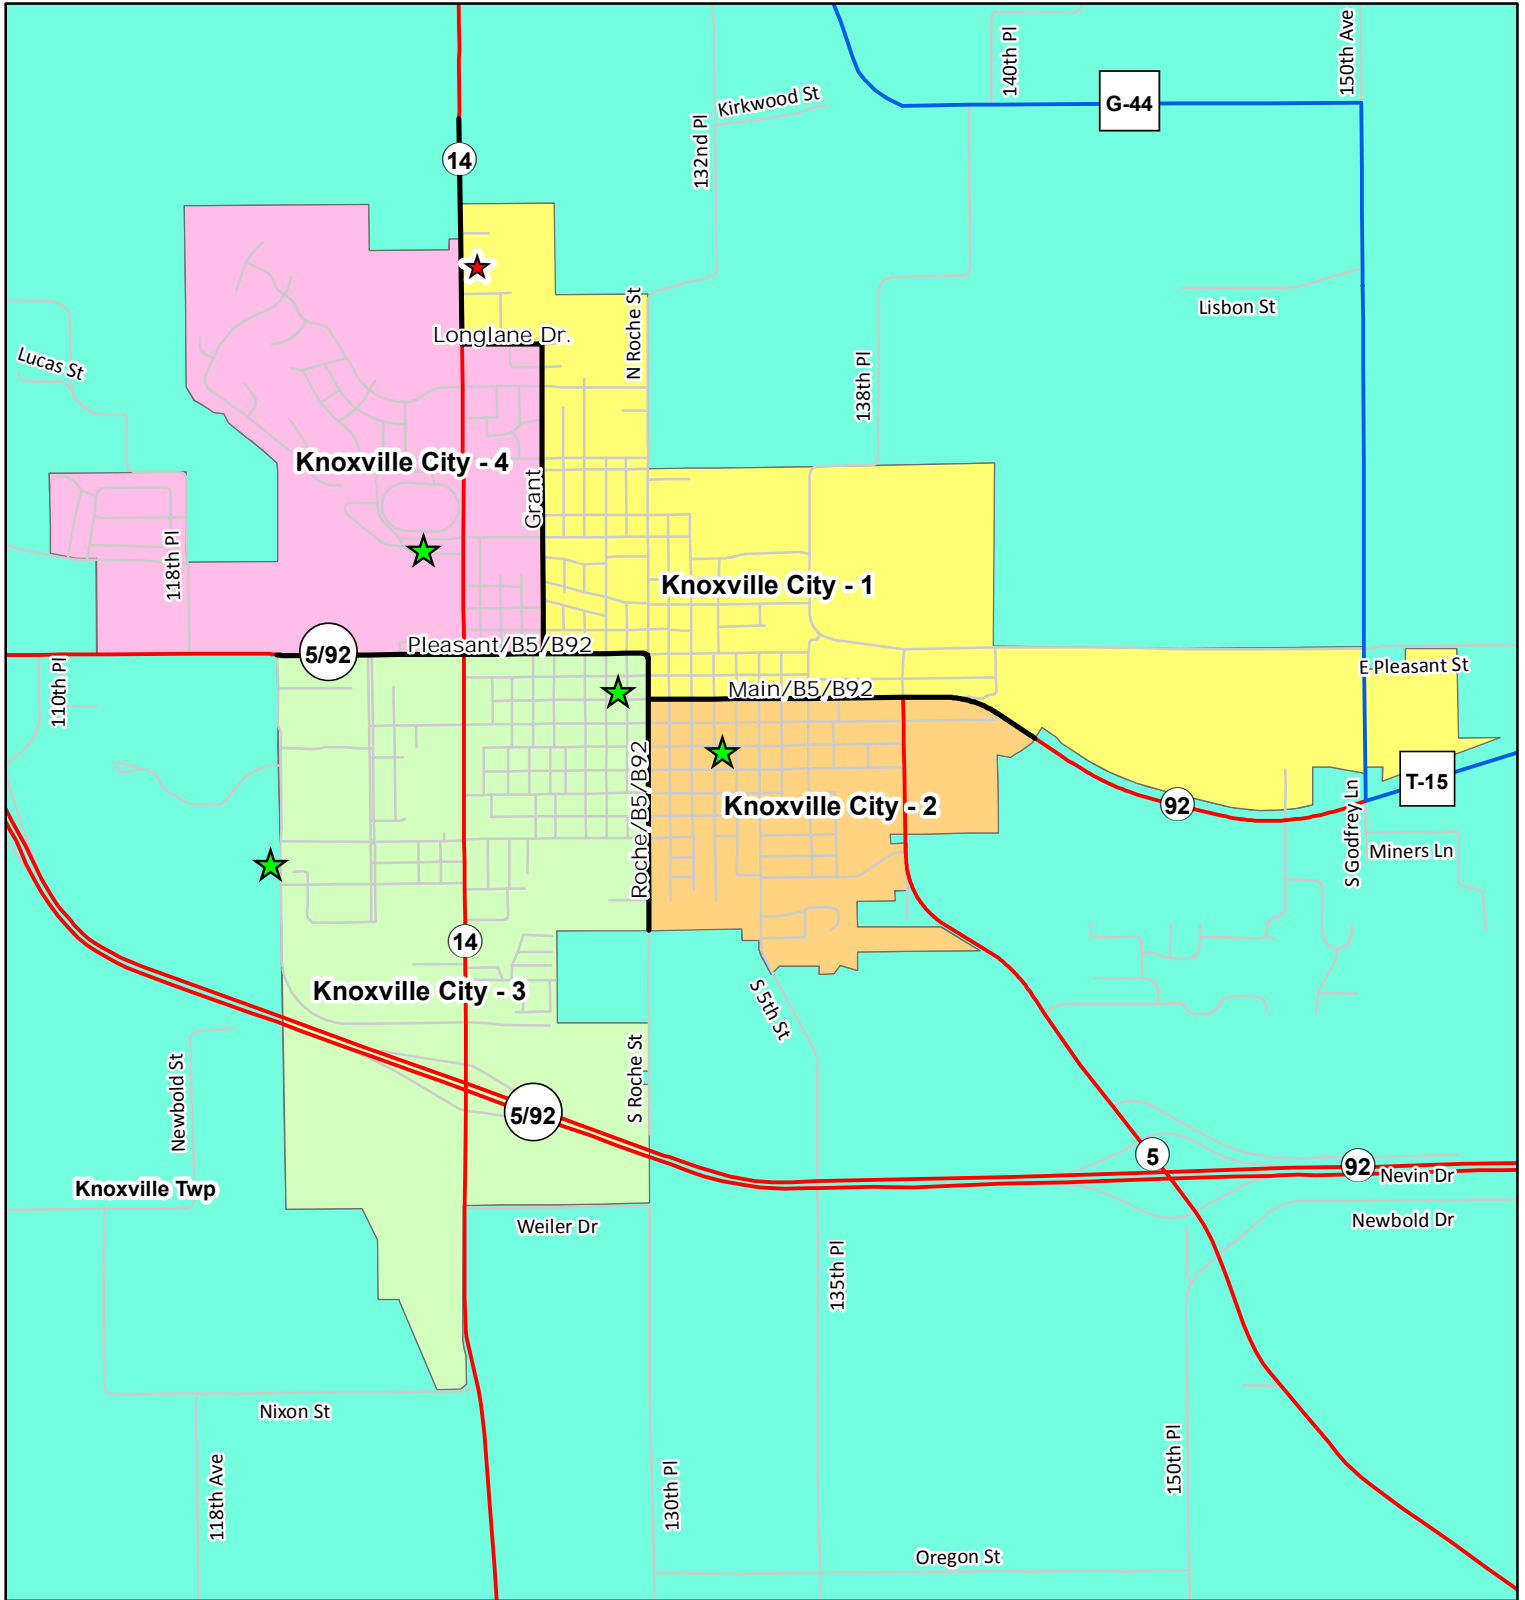 140th Pl
150th Ave
G-44
Kirkwood St
132nd Pl
14
Lisbon St
N Roche St
Longlane Dr.
Lucas St
138th Pl
Knoxville City - 4
Grant
118th Pl
Knoxville City - 1
Pleasant/B5/B92
5/92
E Pleasant St
110th Pl
Main/B5/B92
T-15
Roche/B5/B92
Knoxville City - 2
92
S Godfrey Ln
Miners Ln
14
Knoxville City - 3
S 5th St
S Roche St
Newbold St
5/92
5
92
Nevin Dr
Knoxville Twp
Weiler Dr
Newbold Dr
135th Pl
Nixon St
118th Ave
130th Pl
150th Pl
Oregon St